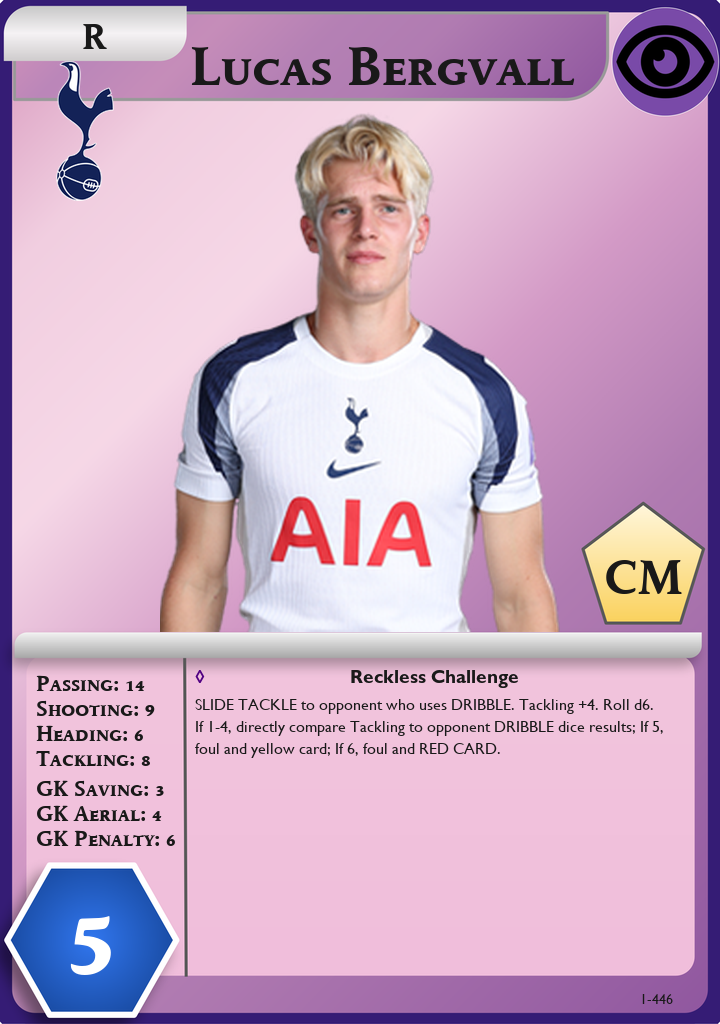 R
Lucas Bergvall
AIA
CM
Passing: 14
Shooting: 9
Heading: 6
Tackling: 8
GK Saving: 3
GK Aerial: 4
GK Penalty: 6
5
Reckless Challenge
SLIDE TACKLE to opponent who uses DRIBBLE. Tackling +4. Roll d6.
If 1-4, directly compare Tackling to opponent DRIBBLE dice results; If 5,
foul and yellow card; If 6, foul and RED CARD.
1-446